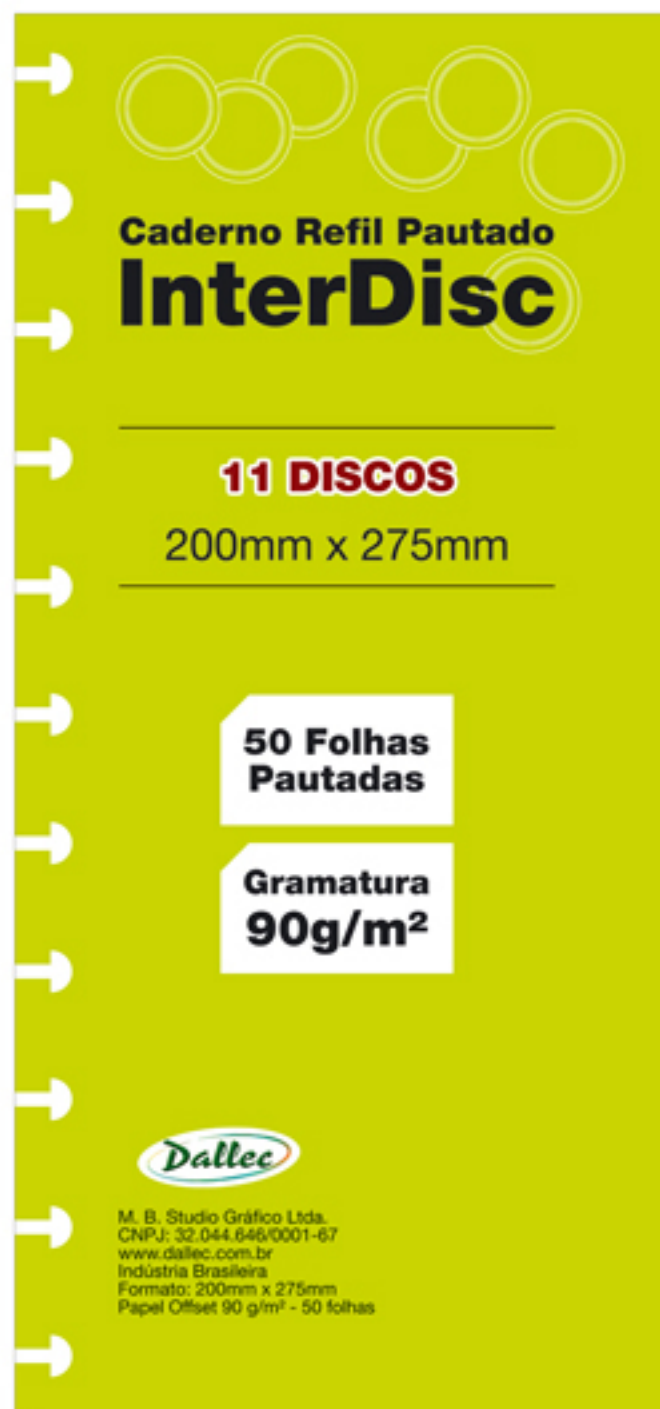 Caderno Refil Pautado
InterDisc
11 DISCOS
200mm x 275mm
50 Folhas
Pautadas
Gramatura
90g/m²
Dallec
M. B. Studio Gráfico Ltda.
CNPJ: 32.044.646/0001-67
www.dallec.com.br
Indústria Brasileira
Formato: 200mm x 275mm
Papel Offset 90 g/m² - 50 folhas